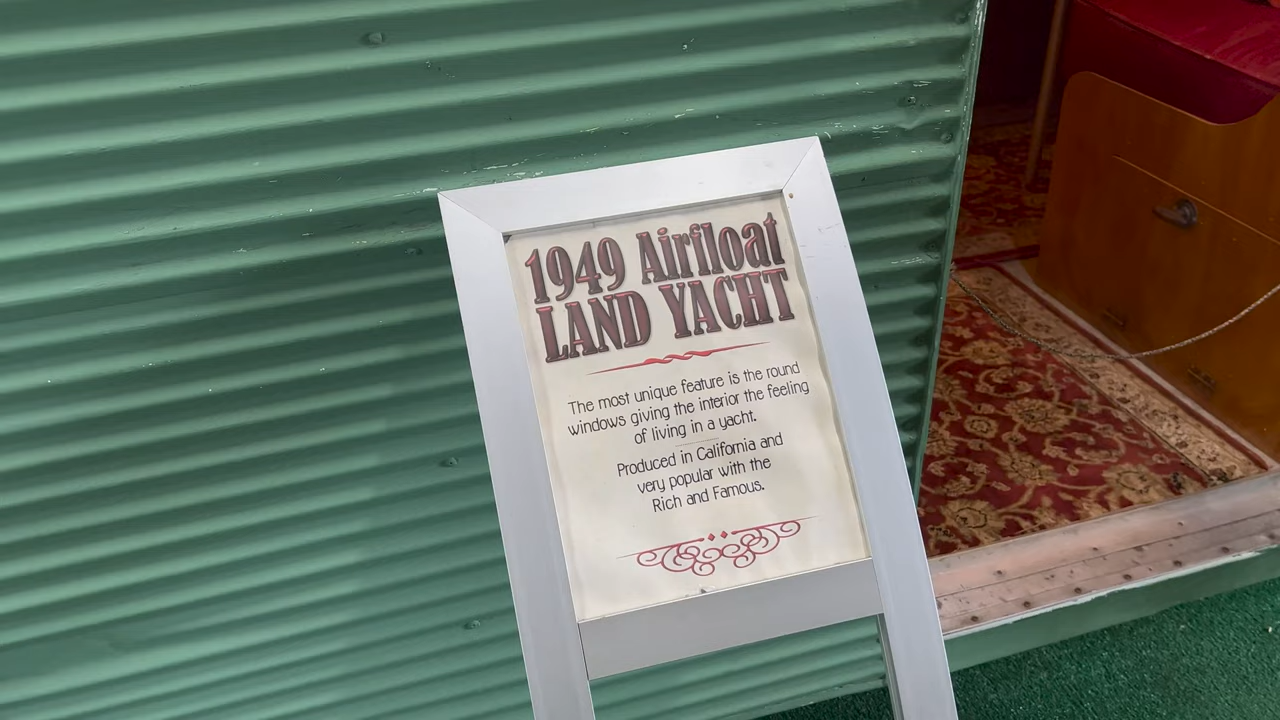 1949 Airfloat
LAND YACHT
The most unique feature is the round
windows giving the interior the feeling
of living in a yacht.
Produced in California and
very popular with the
Rich and Famous.